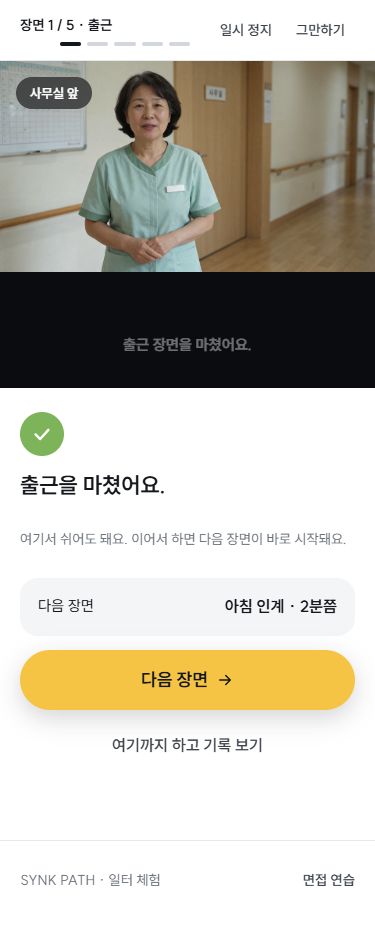 장면 1 / 5 · 출근
일시 정지
그만하기
사무실 앞
출근 장면을 마쳤어요.
출근을 마쳤어요.
여기서 쉬어도 돼요. 이어서 하면 다음 장면이 바로 시작돼요.
다음 장면
아침 인계 · 2분쯤
다음 장면 →
여기까지 하고 기록 보기
SYNK PATH · 일터 체험
면접 연습